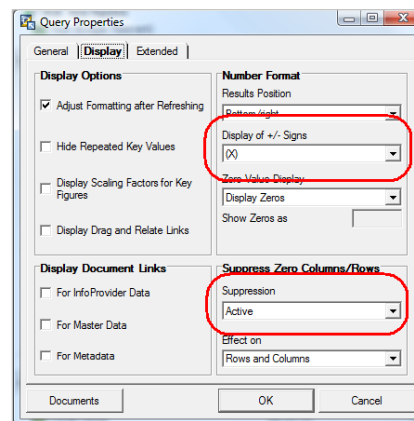 Query Properties
General
Display
Extended
Display Options
Adjust Formatting after Refreshing
Hide Repeated Key Values
Display Scaling Factors for Key
Figures
Display Drag and Relate Links
Number Format
Results Position
Bottom/right
Display of +/- Signs
(X)
Zero Value Display
Display Zeros
Show Zeros as
Display Document Links
For InfoProvider Data
For Master Data
For Metadata
Suppress Zero Columns/Rows
Suppression
Active
Effect on
Rows and Columns
Documents
OK
Cancel